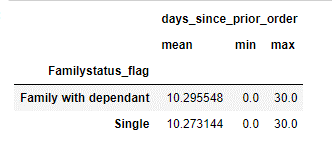 days_since_prior_order
mean min max
Familystatus_flag
Family with dependant 10.295548 0.0 30.0
Single 10.273144 0.0 30.0